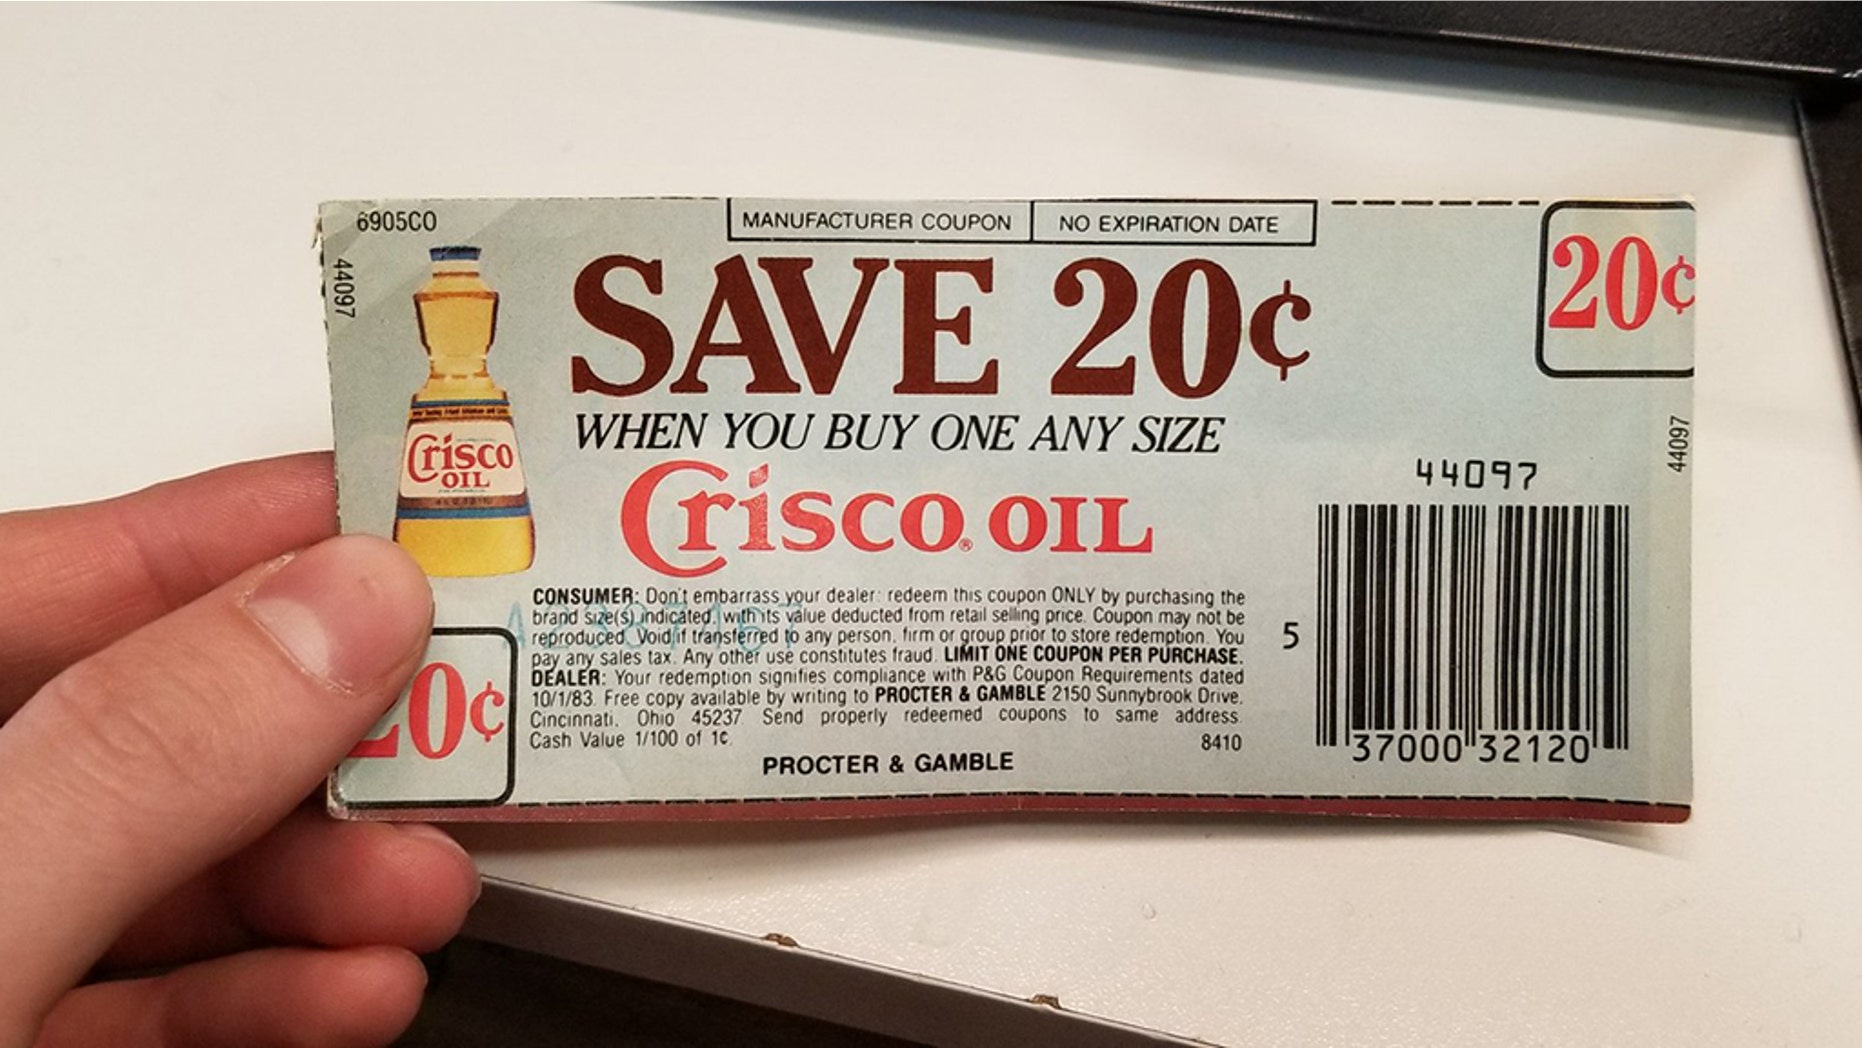 6905CO
MANUFACTURER COUPON
NO EXPIRATION DATE
44097
20¢
SAVE 20¢
WHEN YOU BUY ONE ANY SIZE
Crisco® OIL
Crisco
OIL
44097
44097
CONSUMER: Don't embarrass your dealer: redeem this coupon ONLY by purchasing the
brand size(s) indicated, with its value deducted from retail selling price. Coupon may not be
reproduced. Void if transferred to any person, firm or group prior to store redemption. You
pay any sales tax. Any other use constitutes fraud. LIMIT ONE COUPON PER PURCHASE.
DEALER: Your redemption signifies compliance with P&G Coupon Requirements dated
10/1/83. Free copy available by writing to PROCTER & GAMBLE 2150 Sunnybrook Drive,
Cincinnati, Ohio 45237. Send properly redeemed coupons to same address.
Cash Value 1/100 of 1¢.
8410
PROCTER & GAMBLE
20¢
5
37000 32120